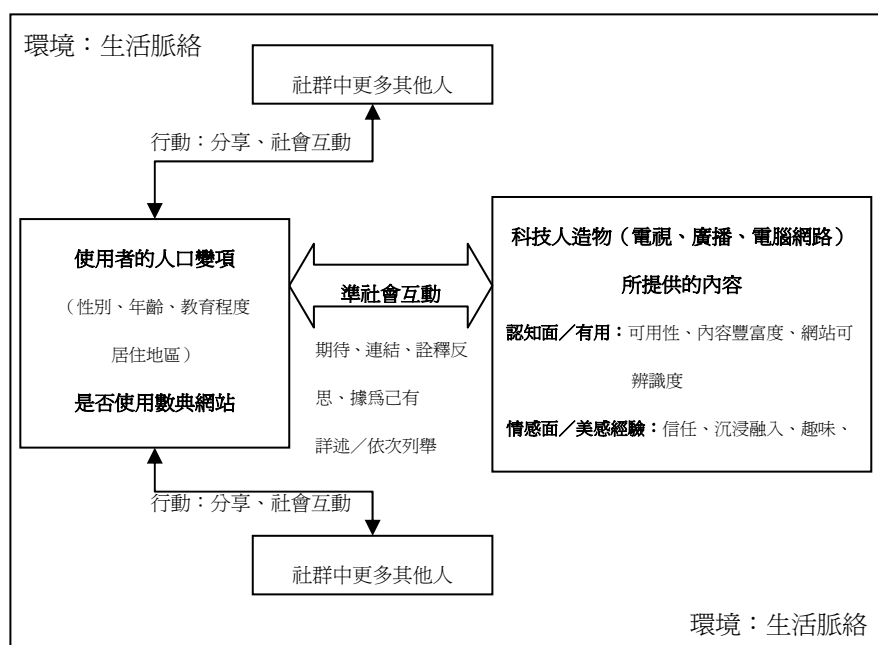 環境：生活脈絡
社群中更多其他人
行動：分享、社會互動
使用者的人口變項
（性別、年齡、教育程度
居住地區）
是否使用數典網站
準社會互動
期待、連結、詮釋反
思、據為己有
詳述／依次列舉
科技人造物（電視、廣播、電腦網路）
所提供的內容
認知面／有用：可用性、內容豐富度、網站可
辨識度
情感面／美感經驗：信任、沉浸融入、趣味、
行動：分享、社會互動
社群中更多其他人
環境：生活脈絡